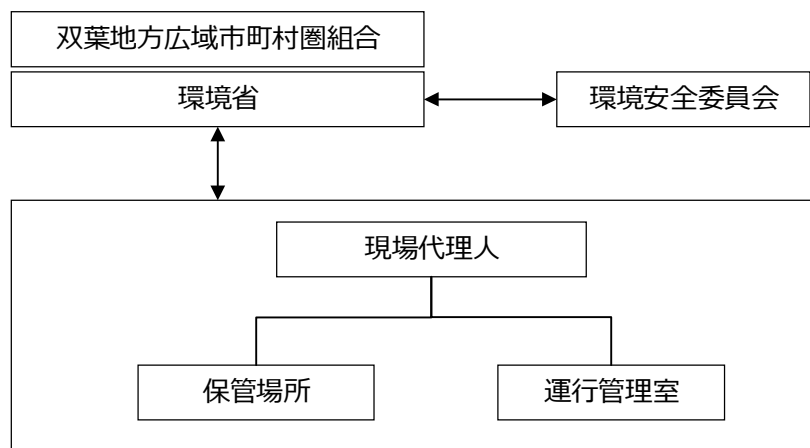 双葉地方広域市町村圏組合
環境省
環境安全委員会
現場代理人
保管場所
運行管理室